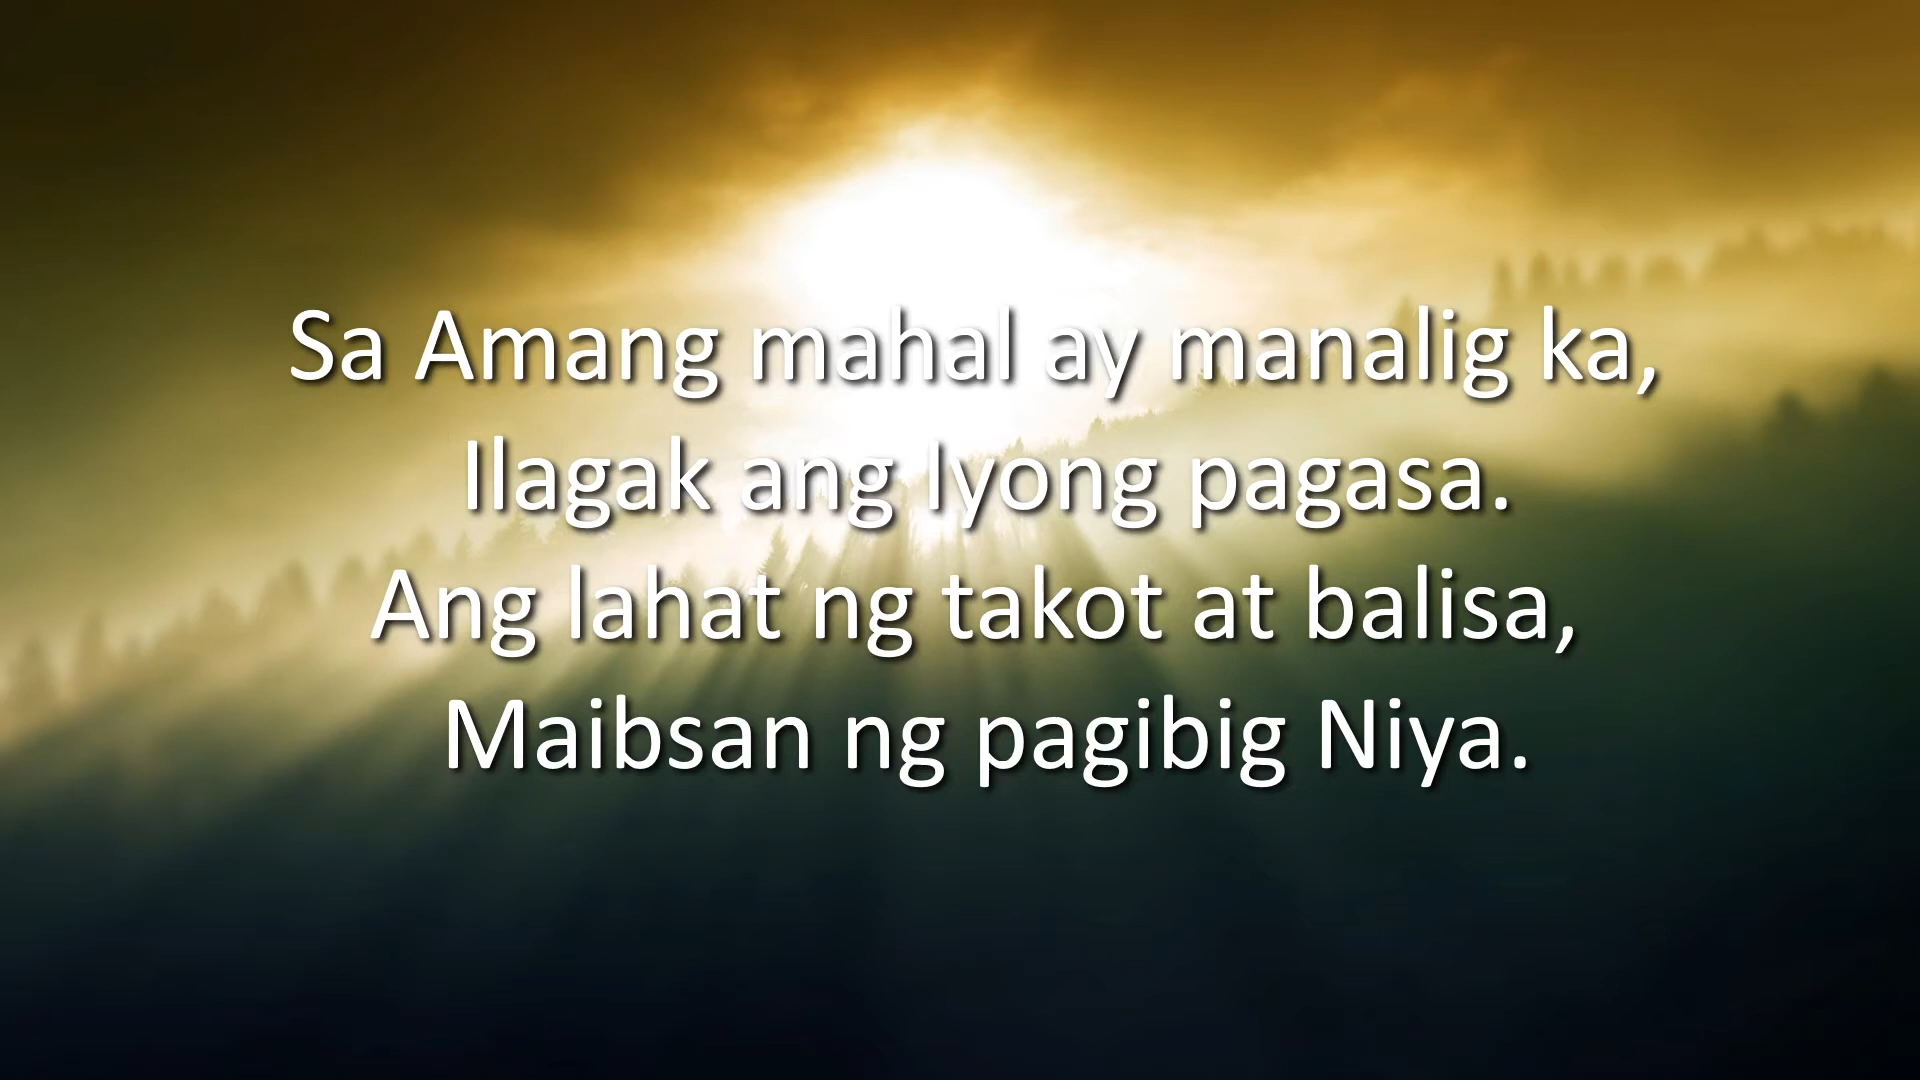 Sa Amang mahal ay manalig ka,
Ilagak ang Iyong pagasa.
Ang lahat ng takot at balisa,
Maibsan ng pagibig Niya.